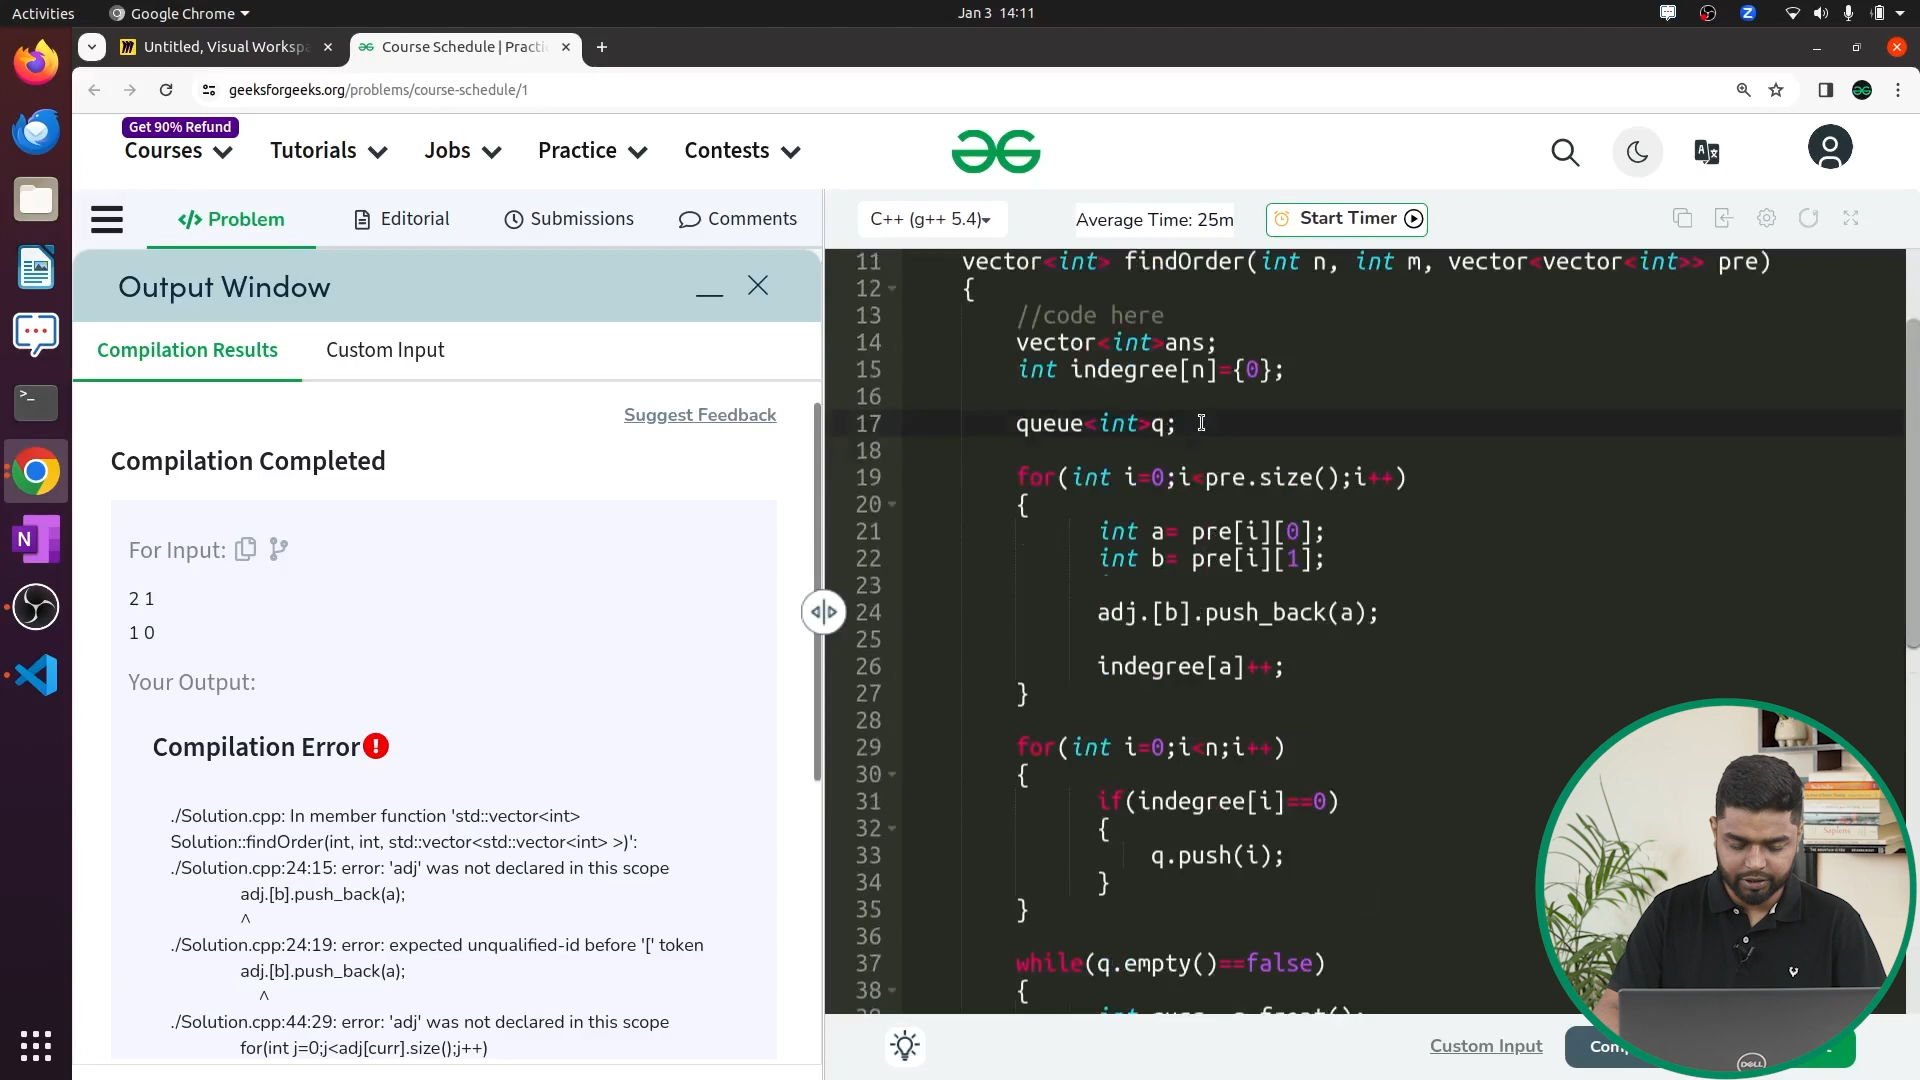 Activities
Google Chrome
Jan 3 14:11
Untitled, Visual Workspa
Course Schedule | Practi
geeksforgeeks.org/problems/course-schedule/1
Get 90% Refund
Courses
Tutorials
Jobs
Practice
Contests
Problem
Editorial
Submissions
Comments
C++ (g++ 5.4)
Average Time: 25m
Start Timer
Output Window
Compilation Results
Custom Input
Suggest Feedback
Compilation Completed
For Input:
2 1
1 0
Your Output:
Compilation Error
./Solution.cpp: In member function 'std::vector<int>
Solution::findOrder(int, int, std::vector<std::vector<int> >)':
./Solution.cpp:24:15: error: 'adj' was not declared in this scope
adj.[b].push_back(a);
^
./Solution.cpp:24:19: error: expected unqualified-id before '[' token
adj.[b].push_back(a);
^
./Solution.cpp:44:29: error: 'adj' was not declared in this scope
for(int j=0;j<adj[curr].size();j++)
11 vector<int> findOrder(int n, int m, vector<vector<int>> pre)
12 {
13 //code here
14 vector<int>ans;
15 int indegree[n]={0};
16
17 queue<int>q;
18
19 for(int i=0;i<pre.size();i++)
20 {
21 int a= pre[i][0];
22 int b= pre[i][1];
23
24 adj.[b].push_back(a);
25
26 indegree[a]++;
27 }
28
29 for(int i=0;i<n;i++)
30 {
31 if(indegree[i]==0)
32 {
33 q.push(i);
34 }
35 }
36
37 while(q.empty()==false)
38 {
Custom Input
DELL
Sapiens